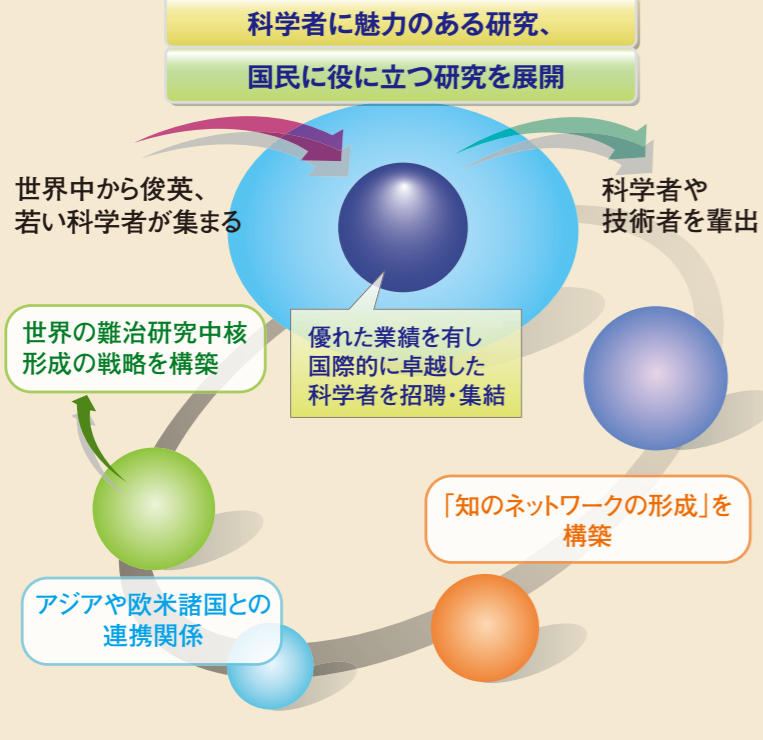 科学者に魅力のある研究、
国民に役に立つ研究を展開
世界中から俊英、
若い科学者が集まる
科学者や
技術者を輩出
世界の難治研究中核
形成の戦略を構築
優れた業績を有し
国際的に卓越した
科学者を招聘・集結
「知のネットワークの形成」を
構築
アジアや欧米諸国との
連携関係